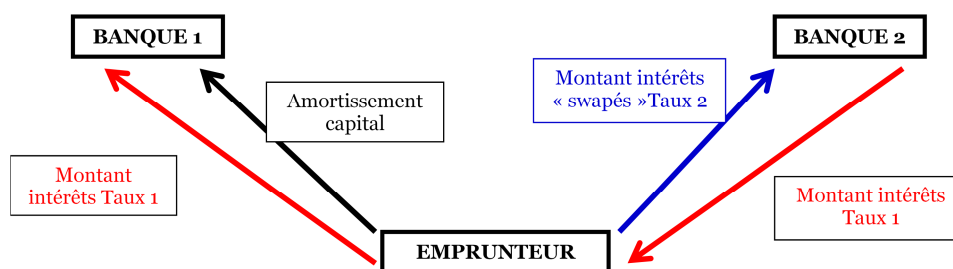 BANQUE 1
BANQUE 2
Montant intérêts
« swapés »Taux 2
Amortissement
capital
Montant
intérêts Taux 1
Montant intérêts
Taux 1
EMPRUNTEUR